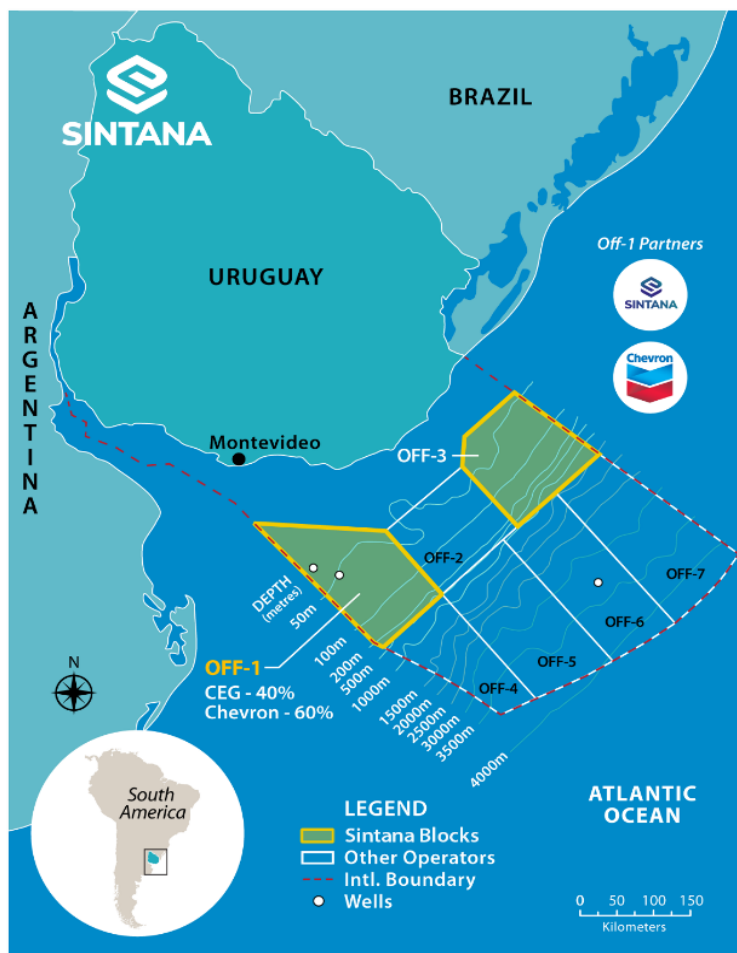 SINTANA
BRAZIL
URUGUAY
ARGENTINA
Off-1 Partners
SINTANA
Chevron
Montevideo
OFF-3
OFF-2
OFF-7
OFF-6
OFF-5
OFF-4
DEPTH
(metres)
50m
100m
200m
500m
1000m
1500m
2000m
2500m
3000m
3500m
4000m
OFF-1
CEG - 40%
Chevron - 60%
N
South
America
ATLANTIC
OCEAN
LEGEND
Sintana Blocks
Other Operators
Intl. Boundary
Wells
0 50 100 150
Kilometers